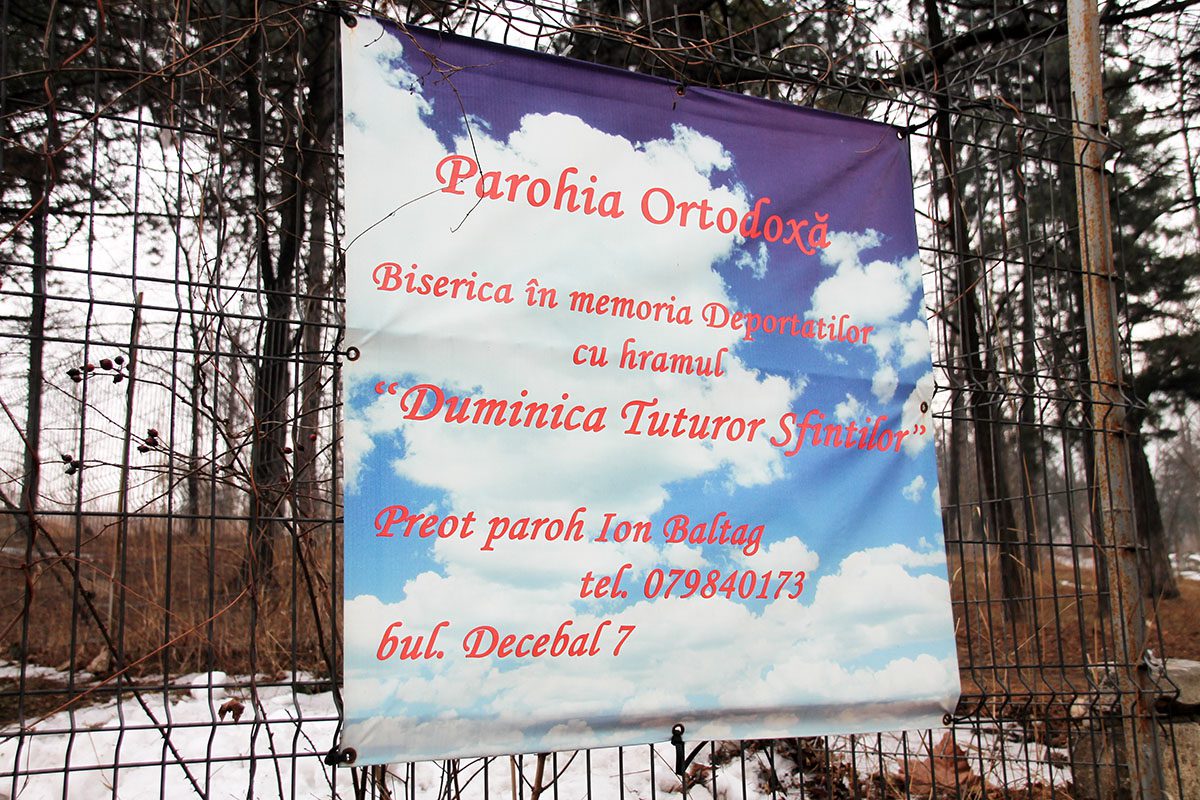 Parohia Ortodoxă
Biserica în memoria Deportatilor
cu hramul
“Duminica Tuturor Sfintilor”
Preot paroh Ion Baltag
tel. 079840173
bul. Decebal 7